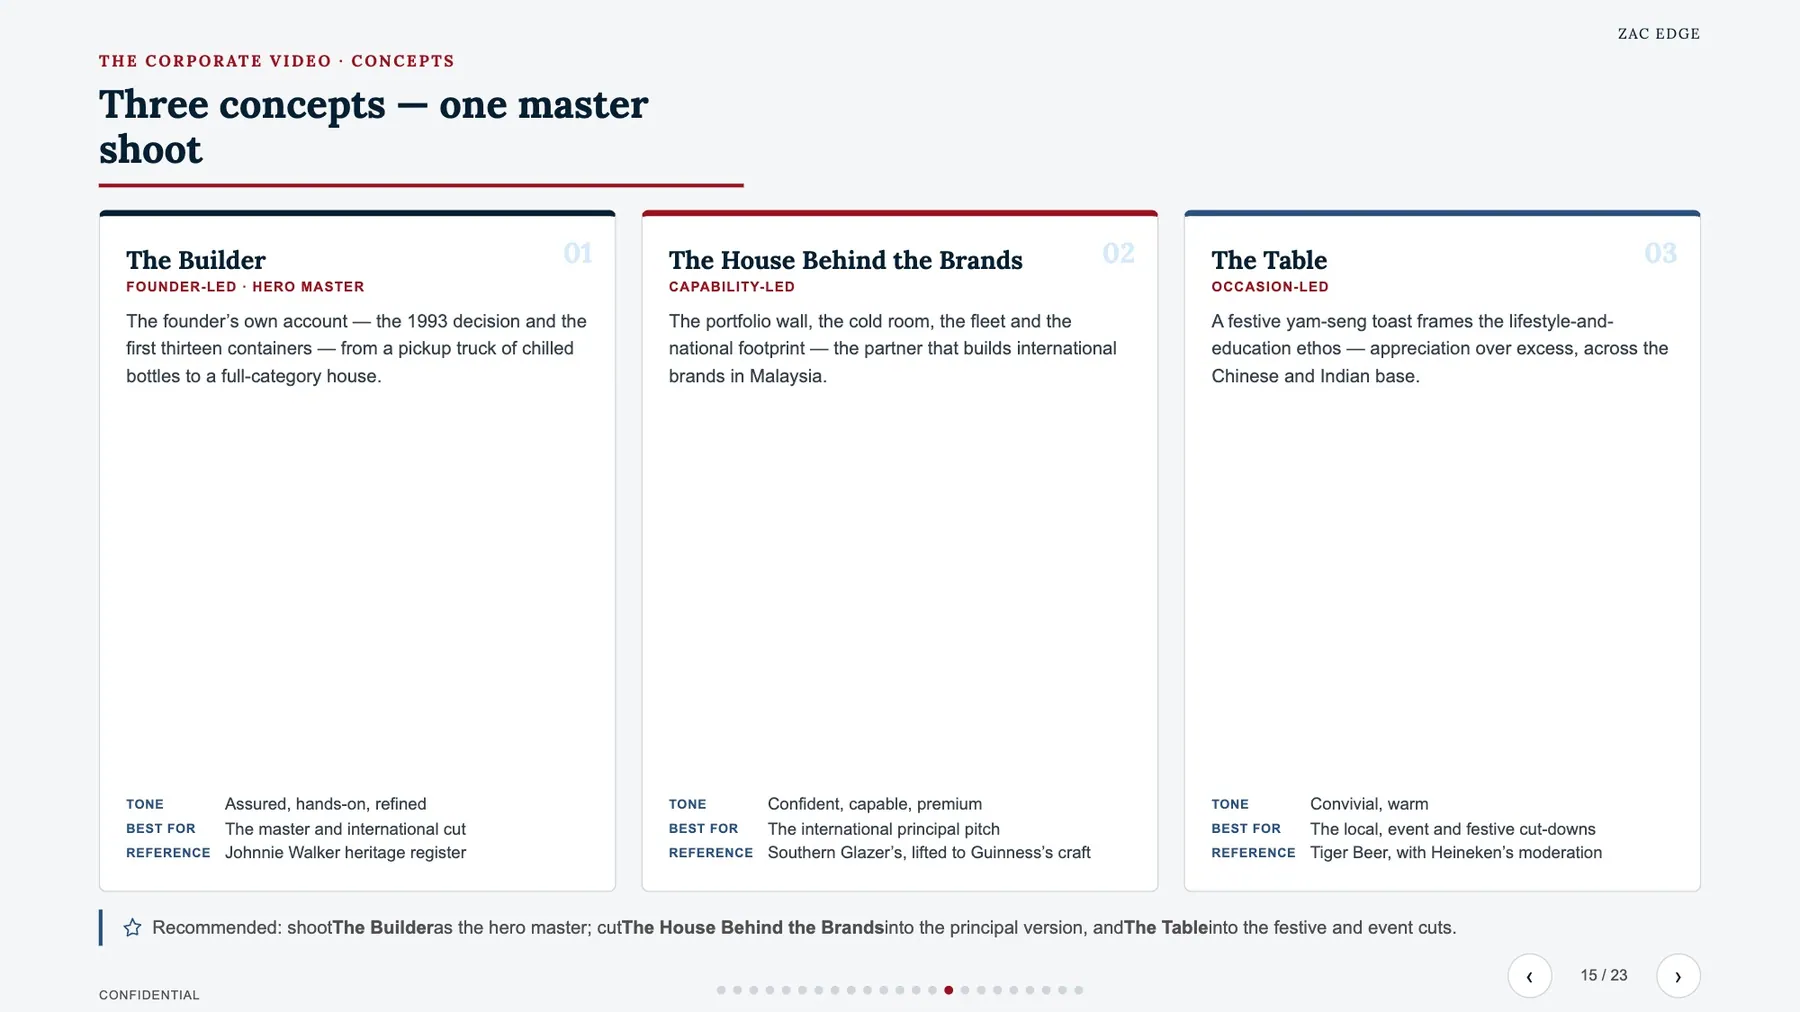 ZAC EDGE
THE CORPORATE VIDEO · CONCEPTS
Three concepts — one master
shoot
The Builder
01
FOUNDER-LED · HERO MASTER
The founder’s own account — the 1993 decision and the
first thirteen containers — from a pickup truck of chilled
bottles to a full-category house.
TONE Assured, hands-on, refined
BEST FOR The master and international cut
REFERENCE Johnnie Walker heritage register
The House Behind the Brands
02
CAPABILITY-LED
The portfolio wall, the cold room, the fleet and the
national footprint — the partner that builds international
brands in Malaysia.
TONE Confident, capable, premium
BEST FOR The international principal pitch
REFERENCE Southern Glazer’s, lifted to Guinness’s craft
The Table
03
OCCASION-LED
A festive yam-seng toast frames the lifestyle-and-
education ethos — appreciation over excess, across the
Chinese and Indian base.
TONE Convivial, warm
BEST FOR The local, event and festive cut-downs
REFERENCE Tiger Beer, with Heineken’s moderation
Recommended: shootThe Builderas the hero master; cutThe House Behind the Brandsinto the principal version, andThe Tableinto the festive and event cuts.
‹ 15 / 23 ›
CONFIDENTIAL